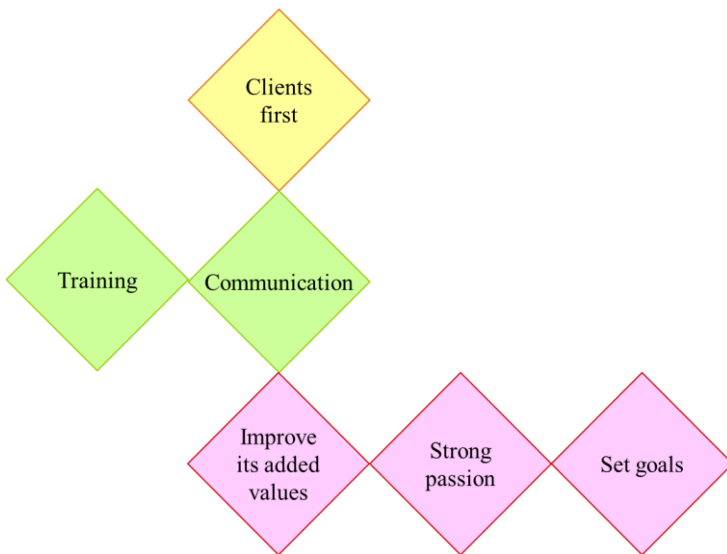 Clients
first
Training
Communication
Improve
its added
values
Strong
passion
Set goals